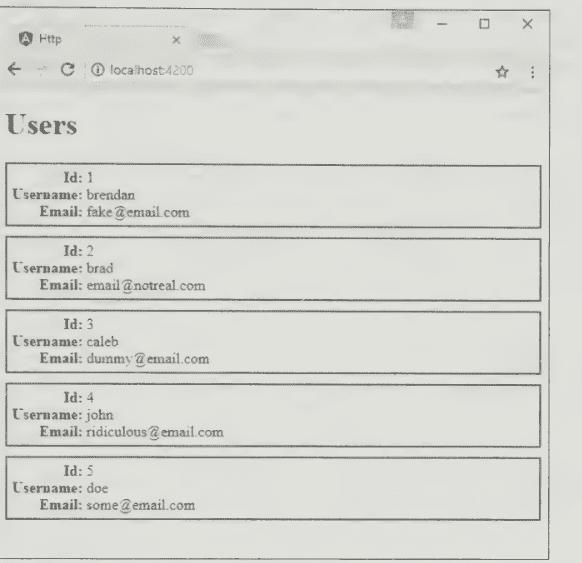 Http
localhost:4200
Users
Id: 1
Username: brendan
Email: fake@email.com
Id: 2
Username: brad
Email: email@notreal.com
Id: 3
Username: caleb
Email: dummy@email.com
Id: 4
Username: john
Email: ridiculous@email.com
Id: 5
Username: doe
Email: some@email.com